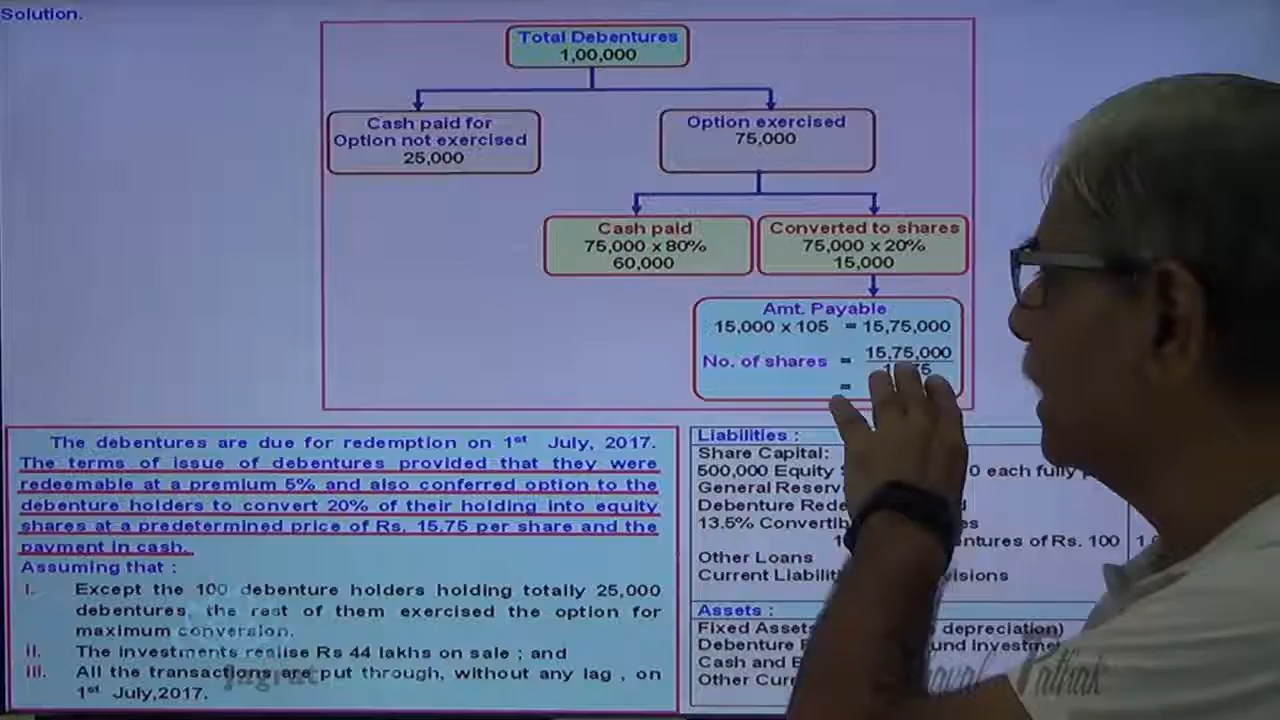 Solution.
Total Debentures
1,00,000
Cash paid for
Option not exercised
25,000
Option exercised
75,000
Cash paid
75,000 x 80%
60,000
Converted to shares
75,000 x 20%
15,000
Amt. Payable
15,000 x 105 = 15,75,000
No. of shares = 15,75,000
=
The debentures are due for redemption on 1st July, 2017.
The terms of issue of debentures provided that they were
redeemable at a premium 5% and also conferred option to the
debenture holders to convert 20% of their holding into equity
shares at a predetermined price of Rs. 15.75 per share and the
payment in cash.
Assuming that :
I. Except the 100 debenture holders holding totally 25,000
debentures, the rest of them exercised the option for
maximum conversion.
II. The investments realise Rs 44 lakhs on sale ; and
III. All the transactions are put through, without any lag , on
1st July,2017.
Liabilities :
Share Capital:
500,000 Equity 0 each fully
General Reserve
Debenture
13.5%
of Rs. 100
Other Loans
Current
Assets :
Fixed Assets depreciation)
Debenture
Cash and
Other
Jagrut
Pathak